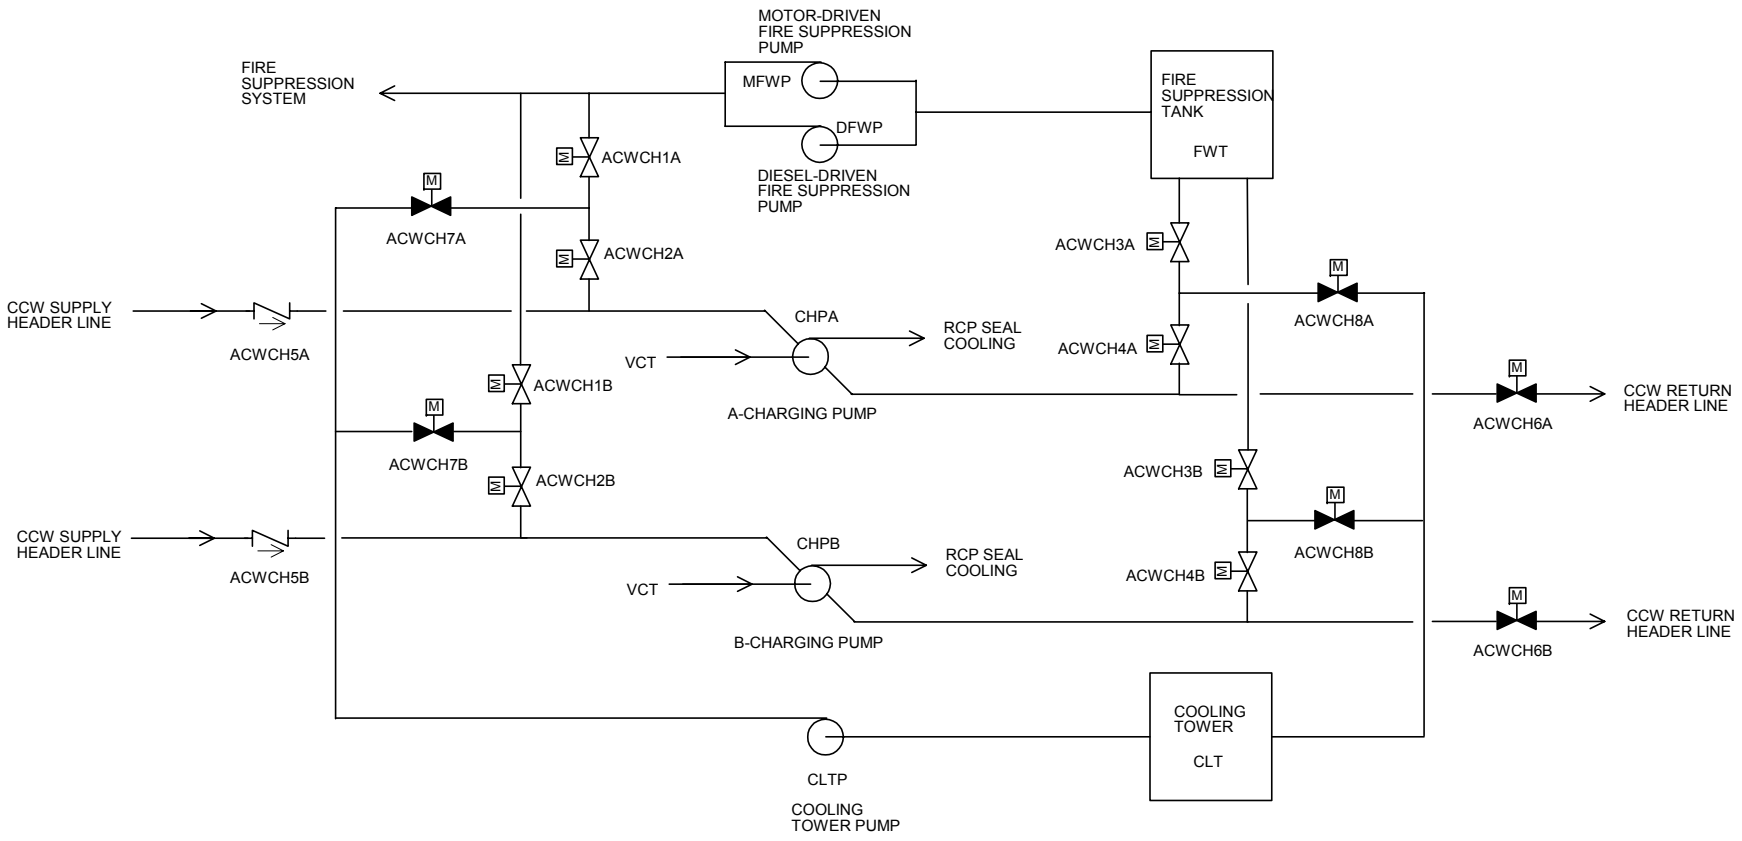 MOTOR-DRIVEN
FIRE SUPPRESSION
PUMP
FIRE
SUPPRESSION
SYSTEM
MFWP
DFWP
DIESEL-DRIVEN
FIRE SUPPRESSION
PUMP
FIRE
SUPPRESSION
TANK
FWT
M
ACWCH1A
M
ACWCH7A
M
ACWCH2A
M
ACWCH3A
M
ACWCH8A
CCW SUPPLY
HEADER LINE
ACWCH5A
CHPA
RCP SEAL
COOLING
VCT
A-CHARGING PUMP
M
ACWCH4A
M
ACWCH6A
CCW RETURN
HEADER LINE
M
ACWCH1B
M
ACWCH7B
M
ACWCH2B
M
ACWCH3B
M
ACWCH8B
CCW SUPPLY
HEADER LINE
ACWCH5B
CHPB
RCP SEAL
COOLING
VCT
B-CHARGING PUMP
M
ACWCH4B
M
ACWCH6B
CCW RETURN
HEADER LINE
COOLING
TOWER
CLT
CLTP
COOLING
TOWER PUMP